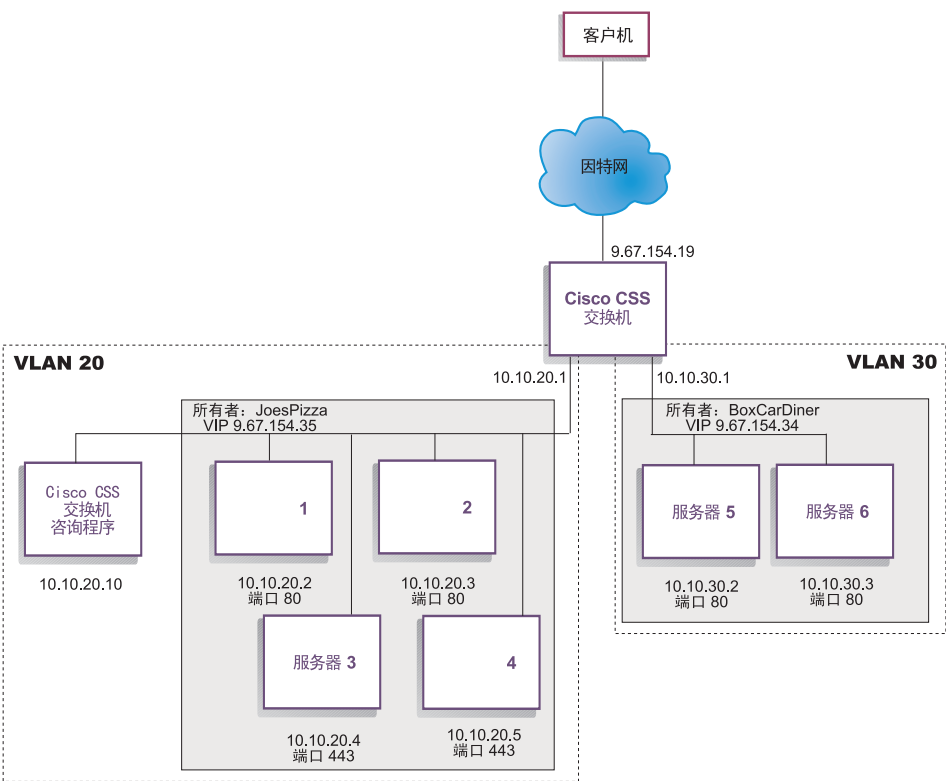 客户机
因特网
9.67.154.19
Cisco CSS
交换机
VLAN 20
VLAN 30
10.10.20.1
10.10.30.1
所有者：JoesPizza
VIP 9.67.154.35
所有者：BoxCarDiner
VIP 9.67.154.34
Cisco CSS
交换机
咨询程序
10.10.20.10
1
10.10.20.2
端口 80
2
10.10.20.3
端口 80
服务器 5
10.10.30.2
端口 80
服务器 6
10.10.30.3
端口 80
服务器 3
10.10.20.4
端口 443
4
10.10.20.5
端口 443